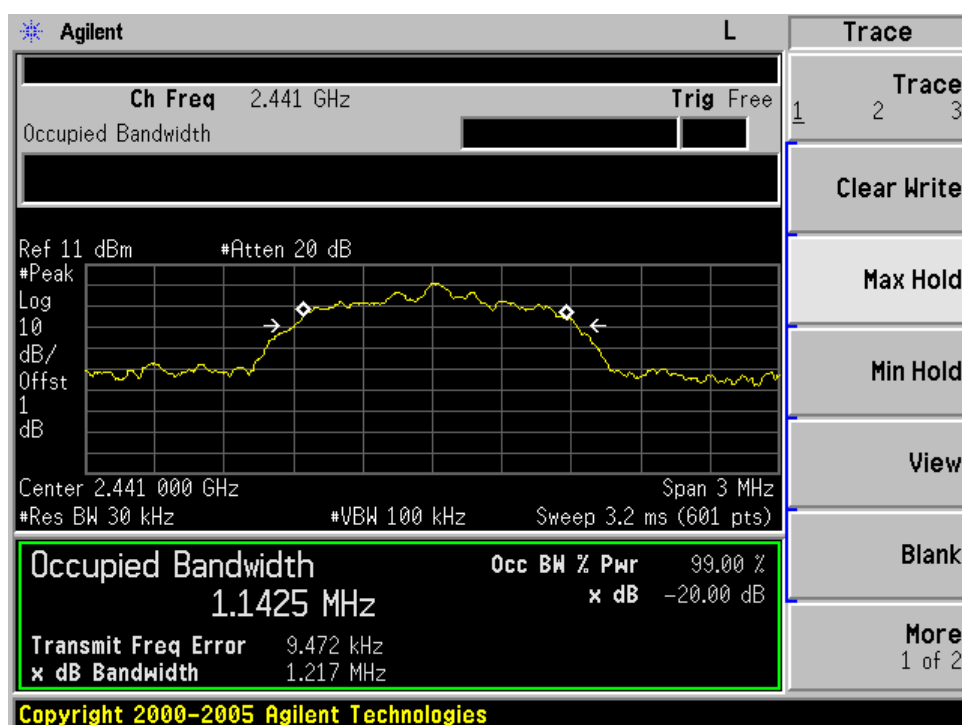 Agilent L Trace
Ch Freq 2.441 GHz Trig Free
Occupied Bandwidth
Trace
1 2 3
Clear Write
Max Hold
Min Hold
View
Blank
More
1 of 2
Ref 11 dBm #Atten 20 dB
#Peak
Log
10
dB/
Offst
1
dB
Center 2.441 000 GHz Span 3 MHz
#Res BW 30 kHz #VBW 100 kHz Sweep 3.2 ms (601 pts)
Occupied Bandwidth Occ BW % Pwr 99.00 %
1.1425 MHz x dB -20.00 dB
Transmit Freq Error 9.472 kHz
x dB Bandwidth 1.217 MHz
Copyright 2000-2005 Agilent Technologies